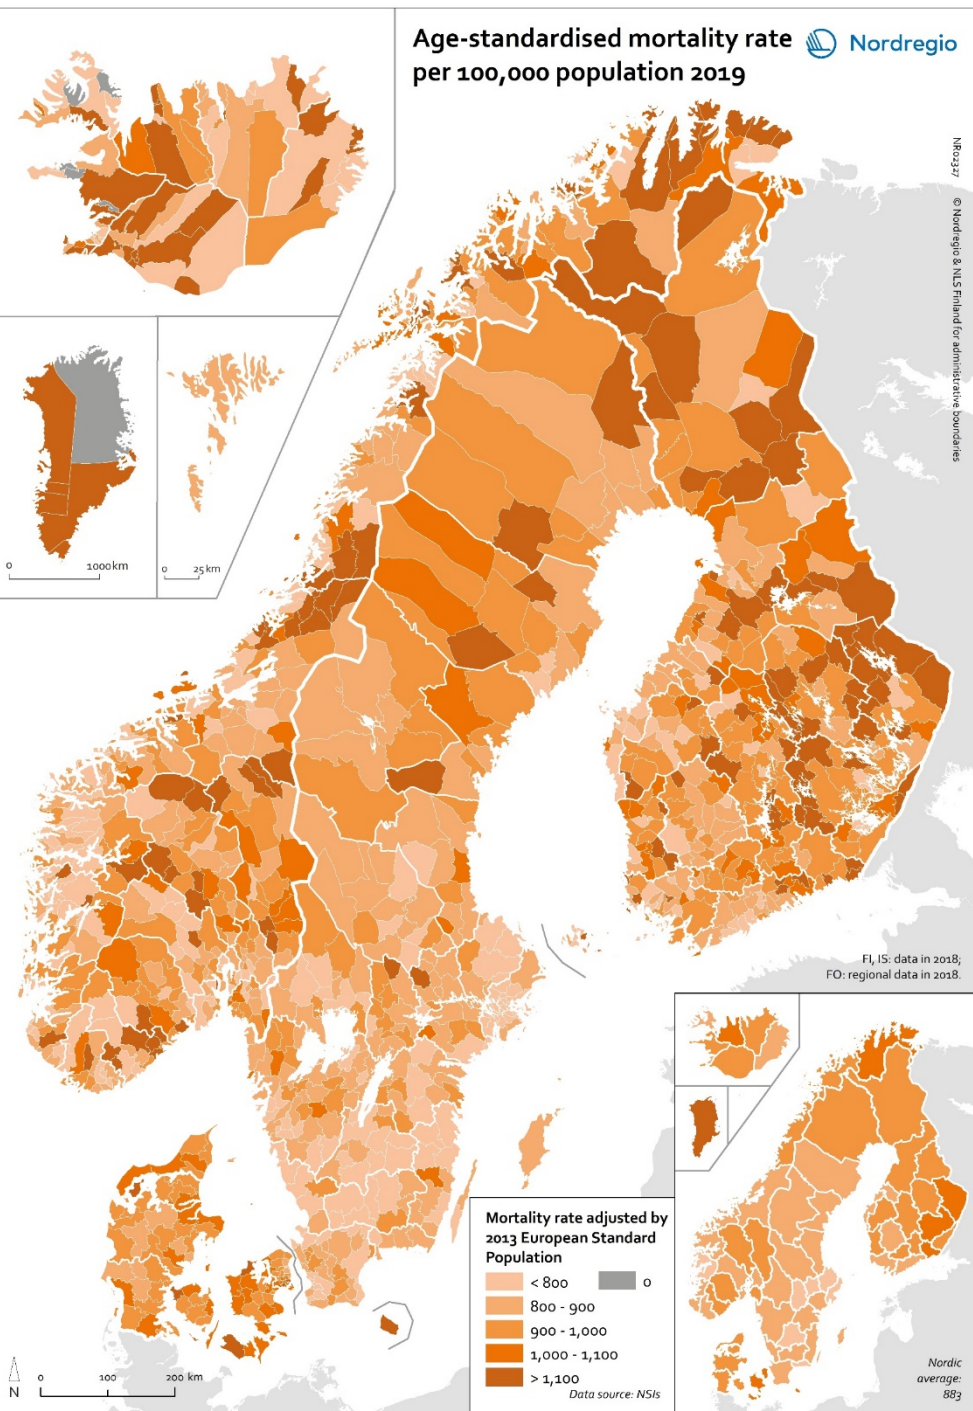 Age-standardised mortality rate
per 100,000 population 2019
Nordregio
NR02327 © Nordregio & NLS Finland for administrative boundaries
0 1000 km
0 25 km
FI, IS: data in 2018;
FO: regional data in 2018.
Mortality rate adjusted by
2013 European Standard
Population
< 800 0
800 - 900
900 - 1,000
1,000 - 1,100
> 1,100
Data source: NSIs
Nordic
average:
883
N
0 100 200 km